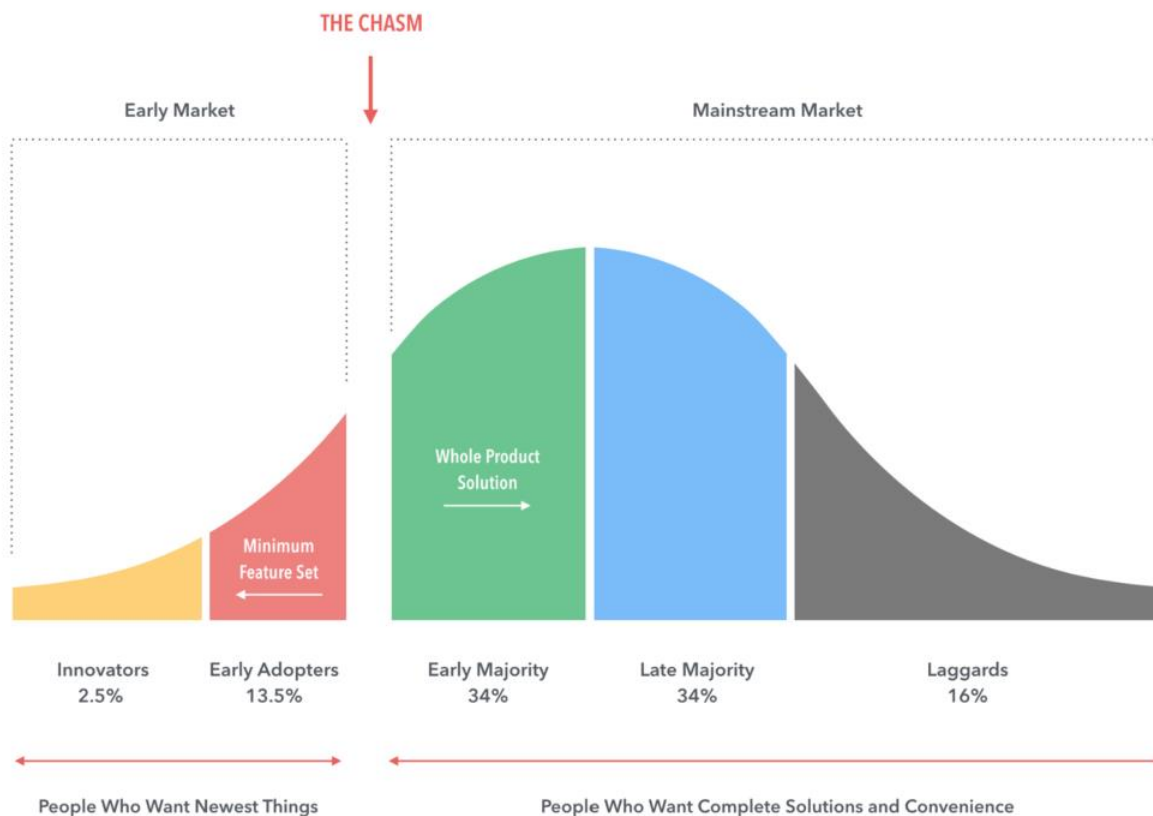 THE CHASM
Early Market
Mainstream Market
Whole Product
Solution
Minimum
Feature Set
Innovators
2.5%
Early Adopters
13.5%
Early Majority
34%
Late Majority
34%
Laggards
16%
People Who Want Newest Things
People Who Want Complete Solutions and Convenience